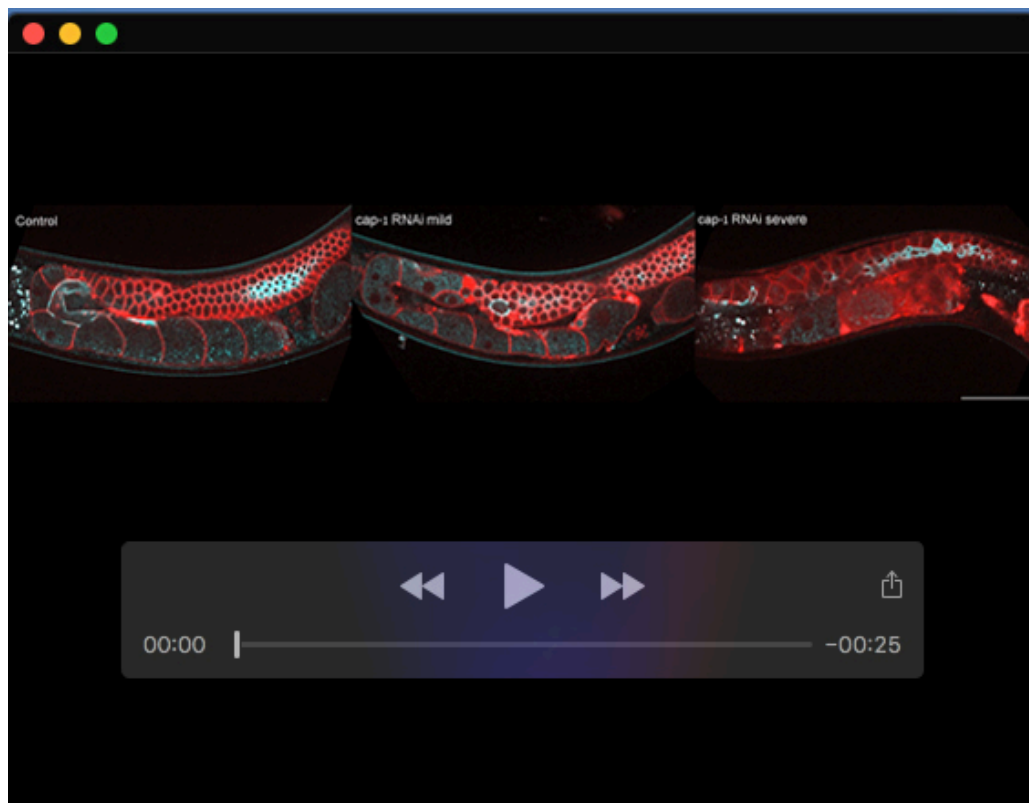 Control
cap-1 RNAi mild
cap-1 RNAi severe
00:00
-00:25